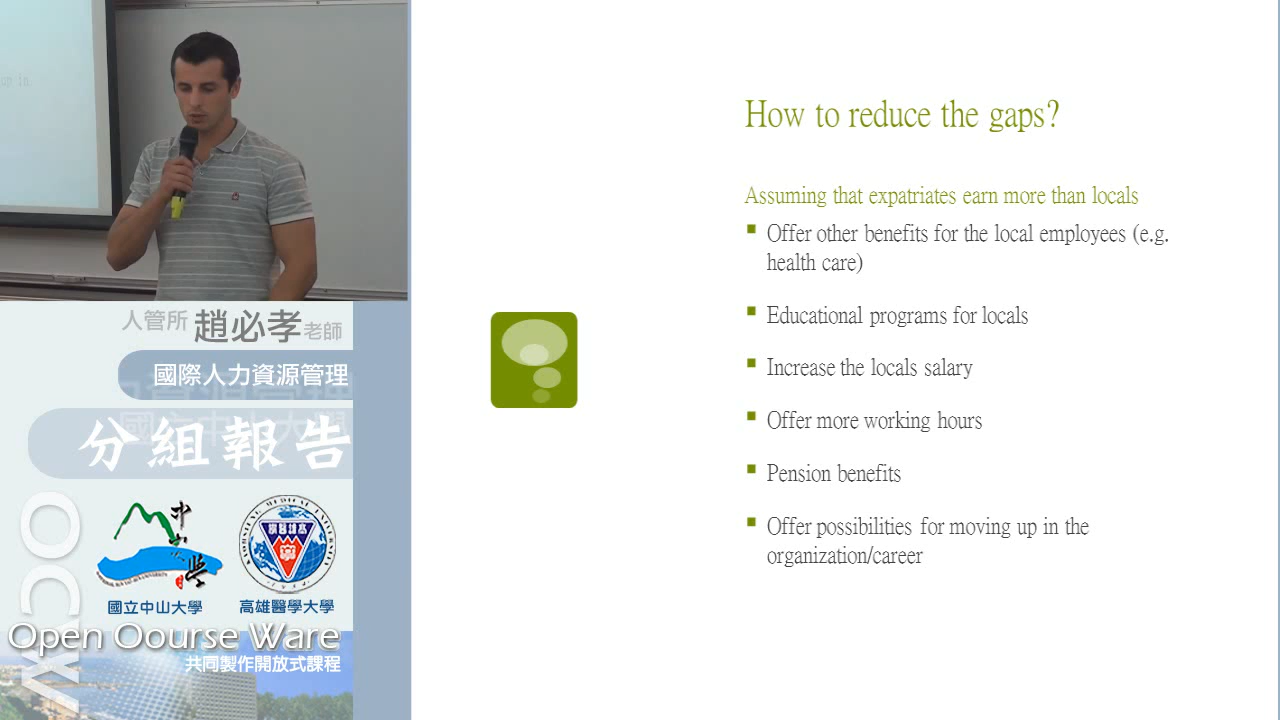 up in
人管所 趙必孝老師
國際人力資源管理
分組報告
OCW
國立中山大學
高雄醫學大學
Open Oourse Ware
共同製作開放式課程
How to reduce the gaps?
Assuming that expatriates earn more than locals
Offer other benefits for the local employees (e.g.
health care)
Educational programs for locals
Increase the locals salary
Offer more working hours
Pension benefits
Offer possibilities for moving up in the
organization/career